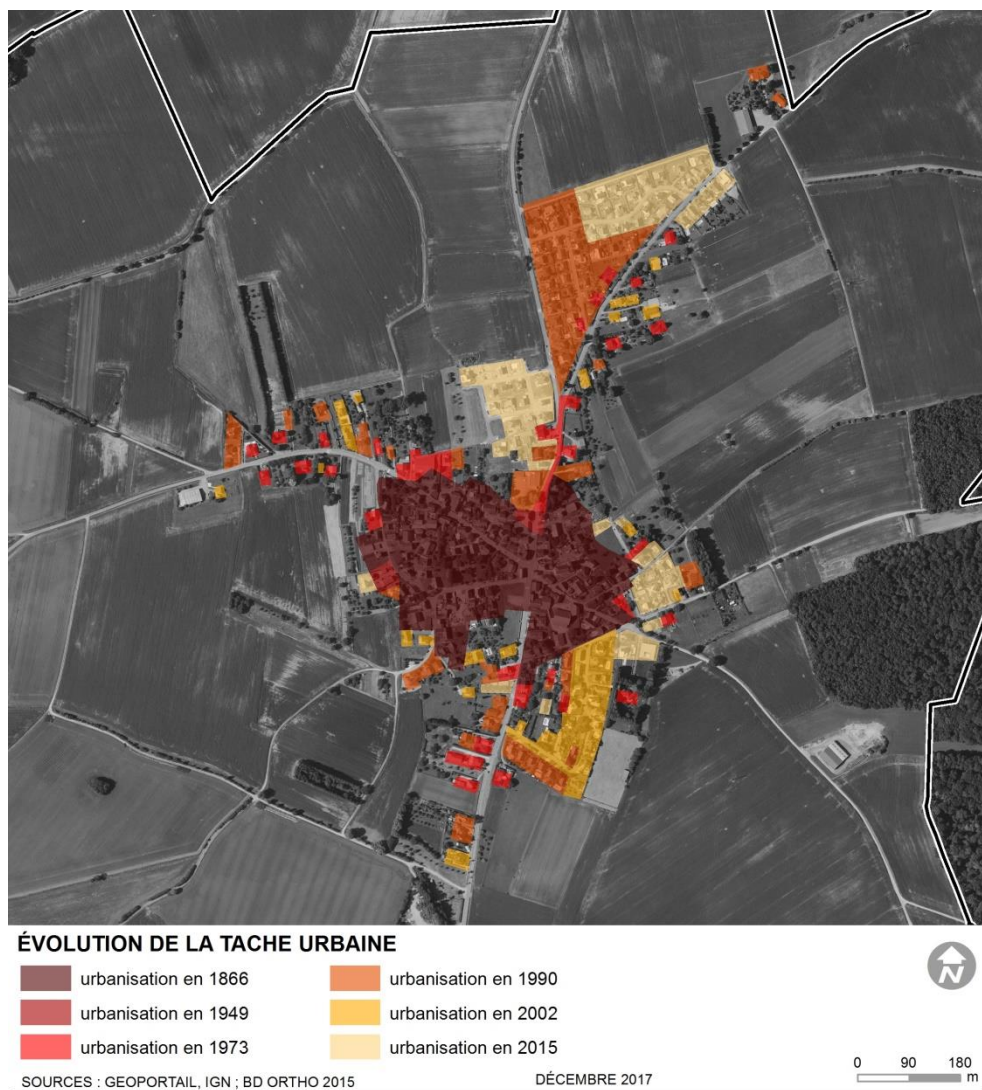 ÉVOLUTION DE LA TACHE URBAINE
urbanisation en 1866
urbanisation en 1949
urbanisation en 1973
urbanisation en 1990
urbanisation en 2002
urbanisation en 2015
N
SOURCES : GEOPORTAIL, IGN ; BD ORTHO 2015
DÉCEMBRE 2017
0 90 180
m